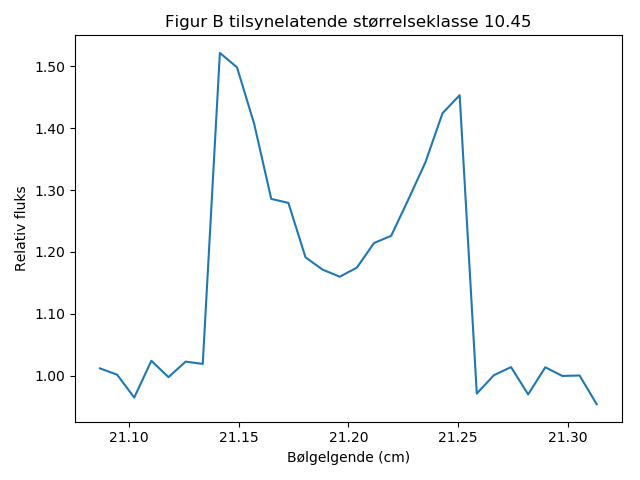 Figur B tilsynelatende størrelseklasse 10.45
1.50
1.40
1.30
1.20
1.10
1.00
Relativ fluks
21.10 21.15 21.20 21.25 21.30
Bølgelgende (cm)